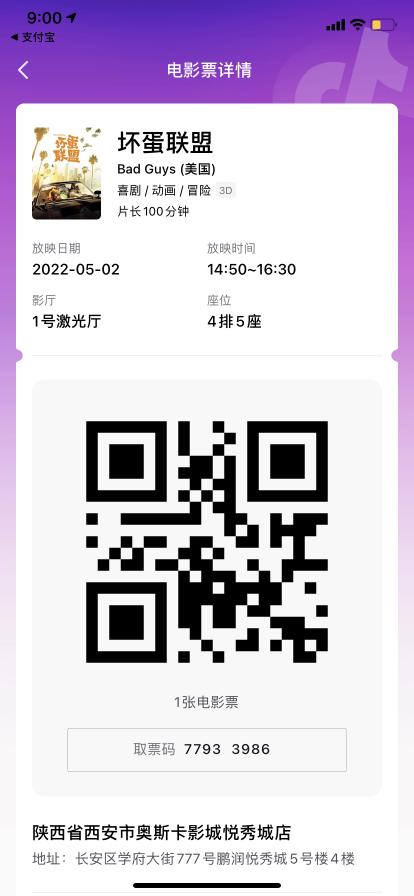 9:00
支付宝
电影票详情
坏蛋联盟
坏蛋联盟
Bad Guys (美国)
喜剧 / 动画 / 冒险 3D
片长100分钟
放映日期 放映时间
2022-05-02 14:50~16:30
影厅 座位
1号激光厅 4排5座
1张电影票
取票码 7793 3986
陕西省西安市奥斯卡影城悦秀城店
地址：长安区学府大街777号鹏润悦秀城5号楼4楼